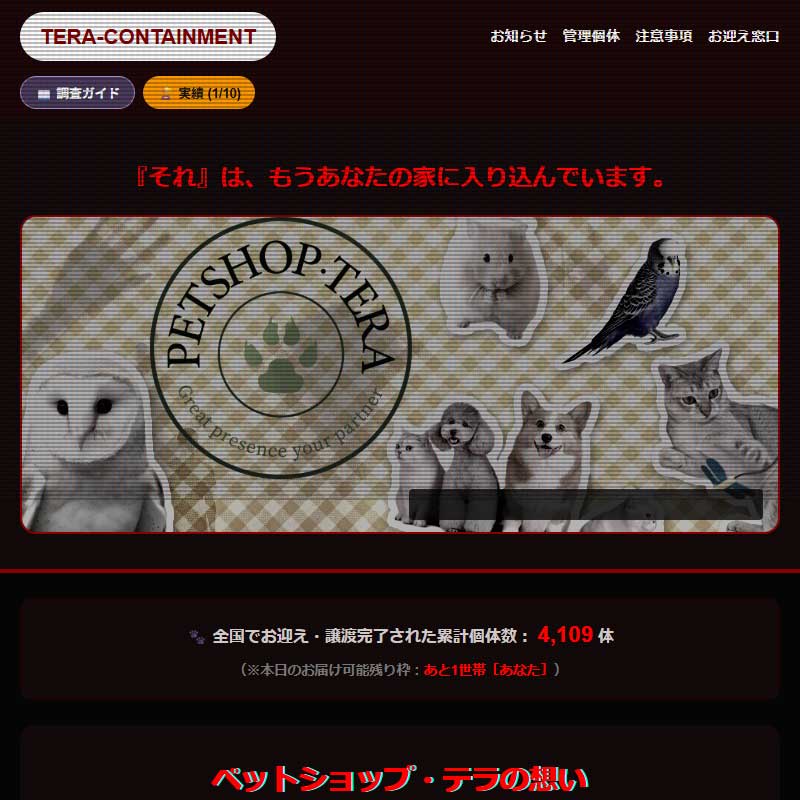 TERA-CONTAINMENT
お知らせ 管理個体 注意事項 お迎え窓口
調査ガイド 実績 (1/10)
『それ』は、もうあなたの家に入り込んでいます。
PETSHOP.TERA
Great presence your partner
全国でお迎え・譲渡完了された累計個体数： 4,109 体
（※本日のお届け可能残り枠：あと1世帯［あなた］）
ペットショップ・テラの想い